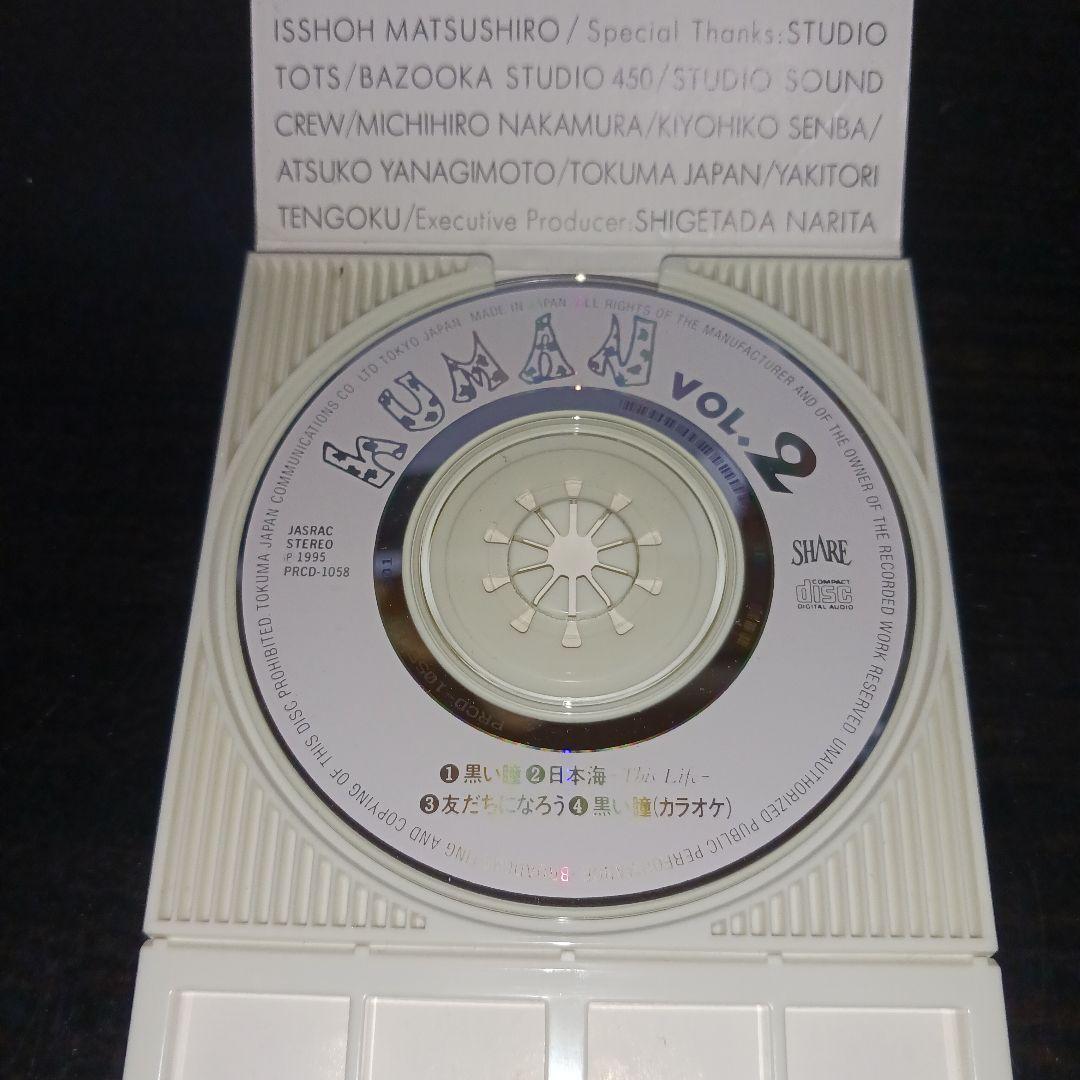 ISSHOH MATSUSHIRO/Special Thanks:STUDIO
TOTS/BAZOOKA STUDIO 450/STUDIO SOUND
CREW/MICHIHIRO NAKAMURA/KIYOHIKO SENBA/
ATSUKO YANAGIMOTO/TOKUMA JAPAN/YAKITORI
TENGOKU/Executive Producer:SHIGETADA NARITA
TOKUMA JAPAN COMMUNICATIONS CO LTD TOKYO JAPAN. MADE IN JAPAN. ALL RIGHTS OF THE MANUFACTURER AND OF THE OWNER OF THE RECORDED WORK RESERVED. UNAUTHORIZED PUBLIC PERFORMANCE BROADCASTING AND COPYING OF THIS DISC PROHIBITED.
HUMAN VOL.2
JASRAC
STEREO
℗ 1995
PRCD-1058
SHARE
COMPACT
disc
DIGITAL AUDIO
❶黒い瞳❷日本海-This Life-
❸友だちになろう❹黒い瞳(カラオケ)